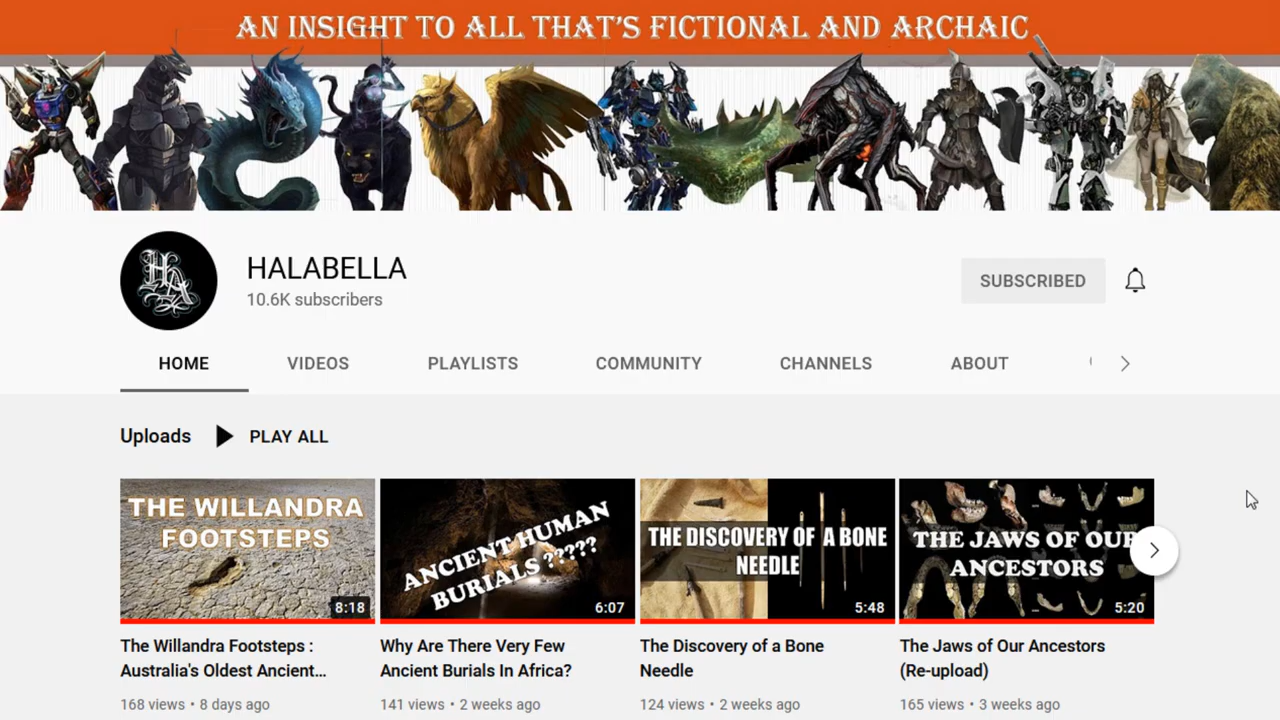 AN INSIGHT TO ALL THAT'S FICTIONAL AND ARCHAIC
HALABELLA
10.6K subscribers
SUBSCRIBED
HOME VIDEOS PLAYLISTS COMMUNITY CHANNELS ABOUT
Uploads PLAY ALL
THE WILLANDRA
FOOTSTEPS
8:18
ANCIENT HUMAN
BURIALS ?????
6:07
THE DISCOVERY OF A BONE
NEEDLE
5:48
THE JAWS OF OUR
ANCESTORS
5:20
The Willandra Footsteps :
Australia's Oldest Ancient...
168 views • 8 days ago
Why Are There Very Few
Ancient Burials In Africa?
141 views • 2 weeks ago
The Discovery of a Bone
Needle
124 views • 2 weeks ago
The Jaws of Our Ancestors
(Re-upload)
165 views • 3 weeks ago